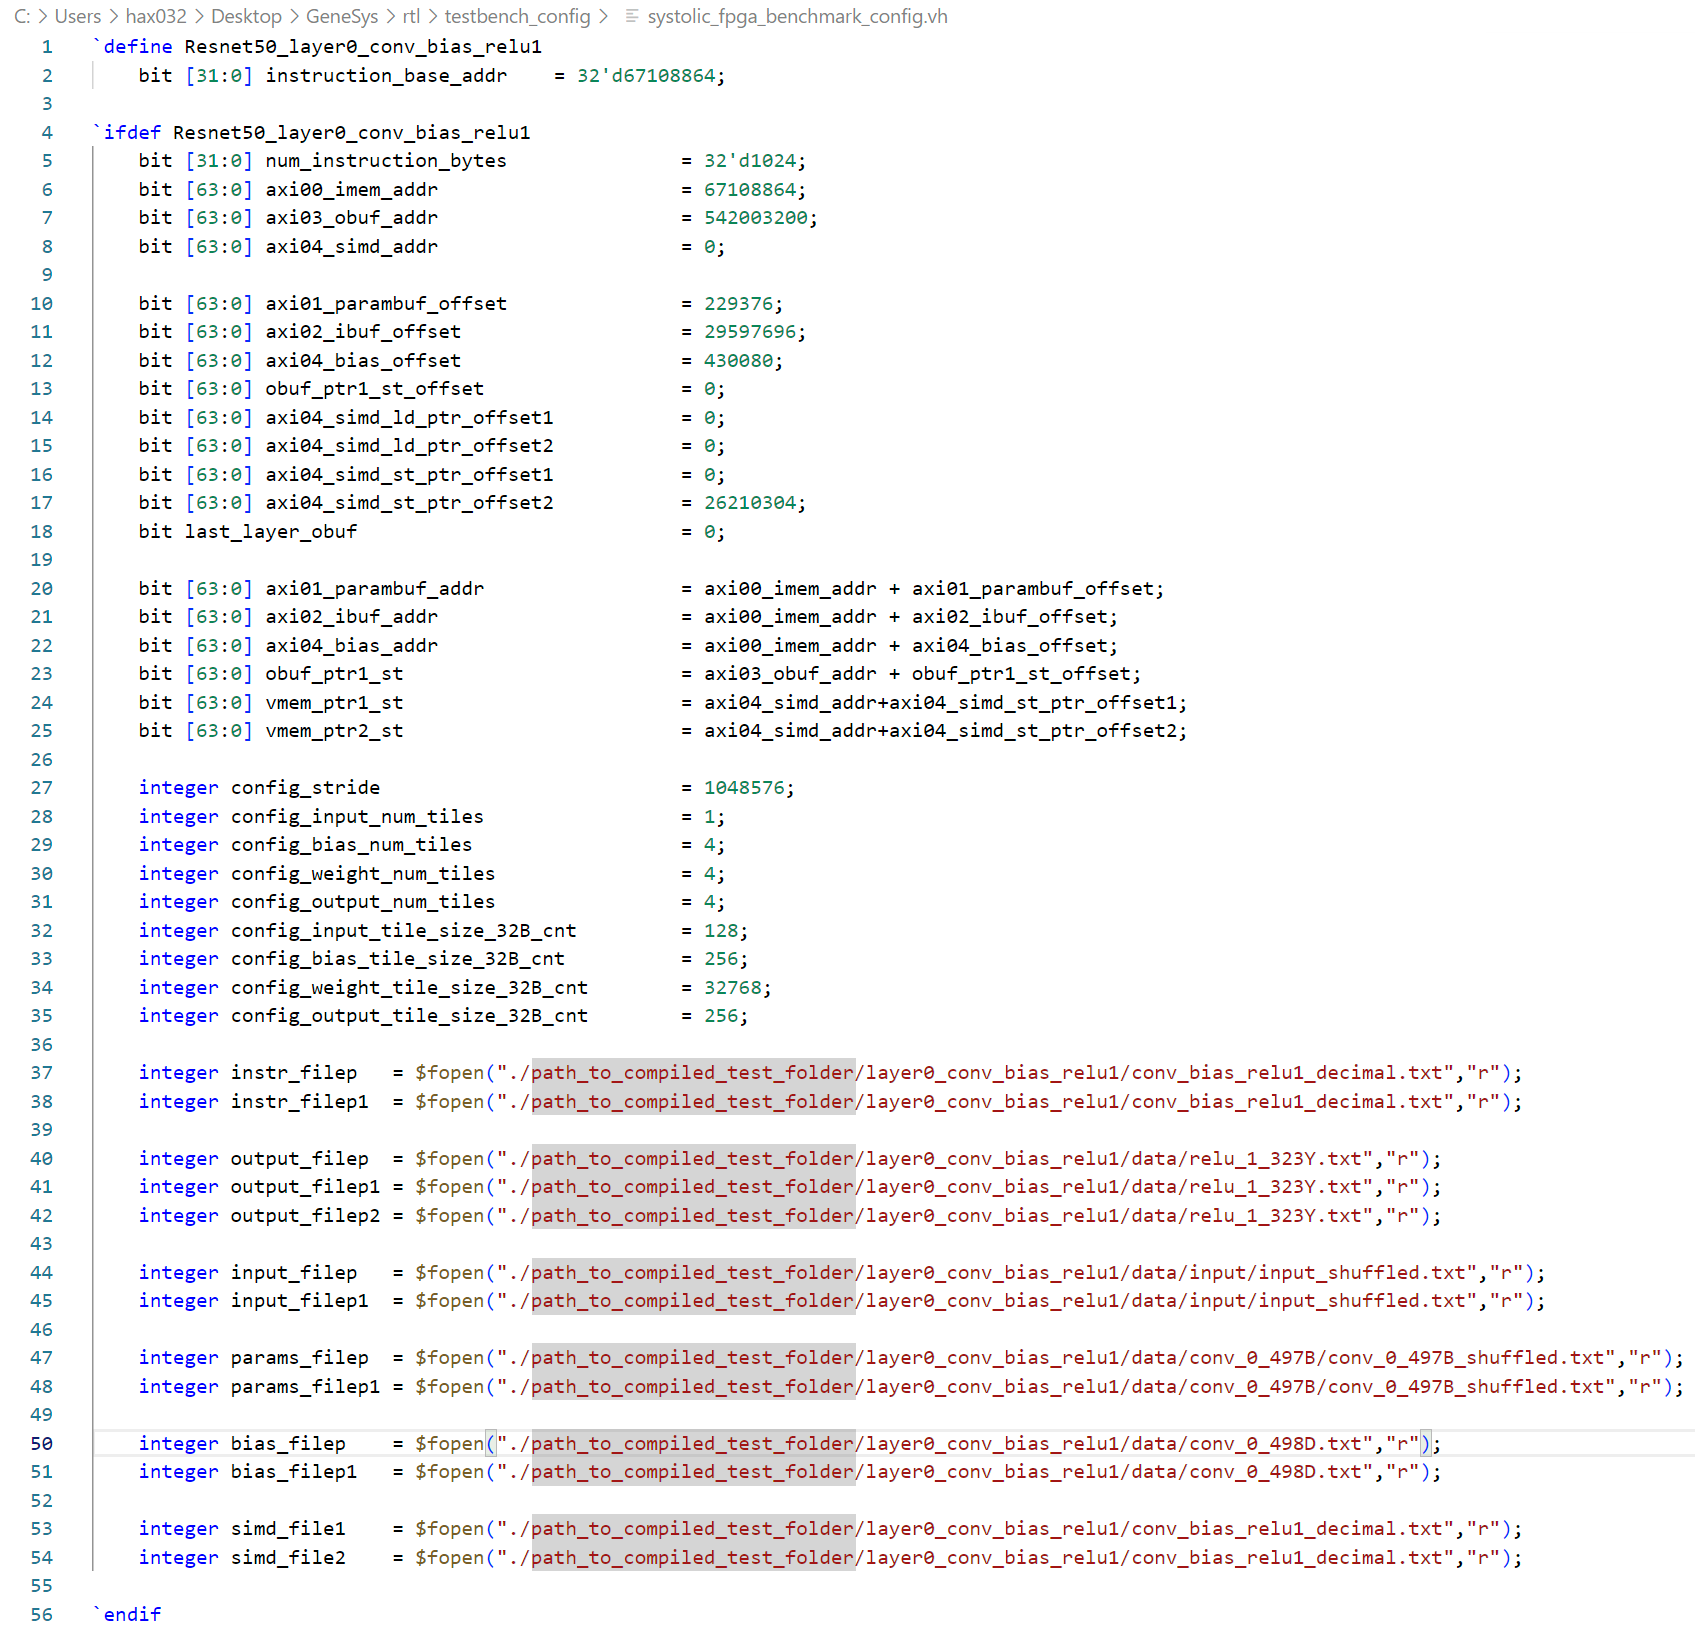 C: > Users > hax032 > Desktop > GeneSys > rtl > testbench_config > systolic_fpga_benchmark_config.vh
1 `define Resnet50_layer0_conv_bias_relu1
2 bit [31:0] instruction_base_addr = 32'd67108864;
3
4 `ifdef Resnet50_layer0_conv_bias_relu1
5 bit [31:0] num_instruction_bytes = 32'd1024;
6 bit [63:0] axi00_imem_addr = 67108864;
7 bit [63:0] axi03_obuf_addr = 542003200;
8 bit [63:0] axi04_simd_addr = 0;
9
10 bit [63:0] axi01_parambuf_offset = 229376;
11 bit [63:0] axi02_ibuf_offset = 29597696;
12 bit [63:0] axi04_bias_offset = 430080;
13 bit [63:0] obuf_ptr1_st_offset = 0;
14 bit [63:0] axi04_simd_ld_ptr_offset1 = 0;
15 bit [63:0] axi04_simd_ld_ptr_offset2 = 0;
16 bit [63:0] axi04_simd_st_ptr_offset1 = 0;
17 bit [63:0] axi04_simd_st_ptr_offset2 = 26210304;
18 bit last_layer_obuf = 0;
19
20 bit [63:0] axi01_parambuf_addr = axi00_imem_addr + axi01_parambuf_offset;
21 bit [63:0] axi02_ibuf_addr = axi00_imem_addr + axi02_ibuf_offset;
22 bit [63:0] axi04_bias_addr = axi00_imem_addr + axi04_bias_offset;
23 bit [63:0] obuf_ptr1_st = axi03_obuf_addr + obuf_ptr1_st_offset;
24 bit [63:0] vmem_ptr1_st = axi04_simd_addr+axi04_simd_st_ptr_offset1;
25 bit [63:0] vmem_ptr2_st = axi04_simd_addr+axi04_simd_st_ptr_offset2;
26
27 integer config_stride = 1048576;
28 integer config_input_num_tiles = 1;
29 integer config_bias_num_tiles = 4;
30 integer config_weight_num_tiles = 4;
31 integer config_output_num_tiles = 4;
32 integer config_input_tile_size_32B_cnt = 128;
33 integer config_bias_tile_size_32B_cnt = 256;
34 integer config_weight_tile_size_32B_cnt = 32768;
35 integer config_output_tile_size_32B_cnt = 256;
36
37 integer instr_filep = $fopen("./path_to_compiled_test_folder/layer0_conv_bias_relu1/conv_bias_relu1_decimal.txt","r");
38 integer instr_filep1 = $fopen("./path_to_compiled_test_folder/layer0_conv_bias_relu1/conv_bias_relu1_decimal.txt","r");
39
40 integer output_filep = $fopen("./path_to_compiled_test_folder/layer0_conv_bias_relu1/data/relu_1_323Y.txt","r");
41 integer output_filep1 = $fopen("./path_to_compiled_test_folder/layer0_conv_bias_relu1/data/relu_1_323Y.txt","r");
42 integer output_filep2 = $fopen("./path_to_compiled_test_folder/layer0_conv_bias_relu1/data/relu_1_323Y.txt","r");
43
44 integer input_filep = $fopen("./path_to_compiled_test_folder/layer0_conv_bias_relu1/data/input/input_shuffled.txt","r");
45 integer input_filep1 = $fopen("./path_to_compiled_test_folder/layer0_conv_bias_relu1/data/input/input_shuffled.txt","r");
46
47 integer params_filep = $fopen("./path_to_compiled_test_folder/layer0_conv_bias_relu1/data/conv_0_497B/conv_0_497B_shuffled.txt","r");
48 integer params_filep1 = $fopen("./path_to_compiled_test_folder/layer0_conv_bias_relu1/data/conv_0_497B/conv_0_497B_shuffled.txt","r");
49
50 integer bias_filep = $fopen("./path_to_compiled_test_folder/layer0_conv_bias_relu1/data/conv_0_498D.txt","r");
51 integer bias_filep1 = $fopen("./path_to_compiled_test_folder/layer0_conv_bias_relu1/data/conv_0_498D.txt","r");
52
53 integer simd_file1 = $fopen("./path_to_compiled_test_folder/layer0_conv_bias_relu1/conv_bias_relu1_decimal.txt","r");
54 integer simd_file2 = $fopen("./path_to_compiled_test_folder/layer0_conv_bias_relu1/conv_bias_relu1_decimal.txt","r");
55
56 `endif